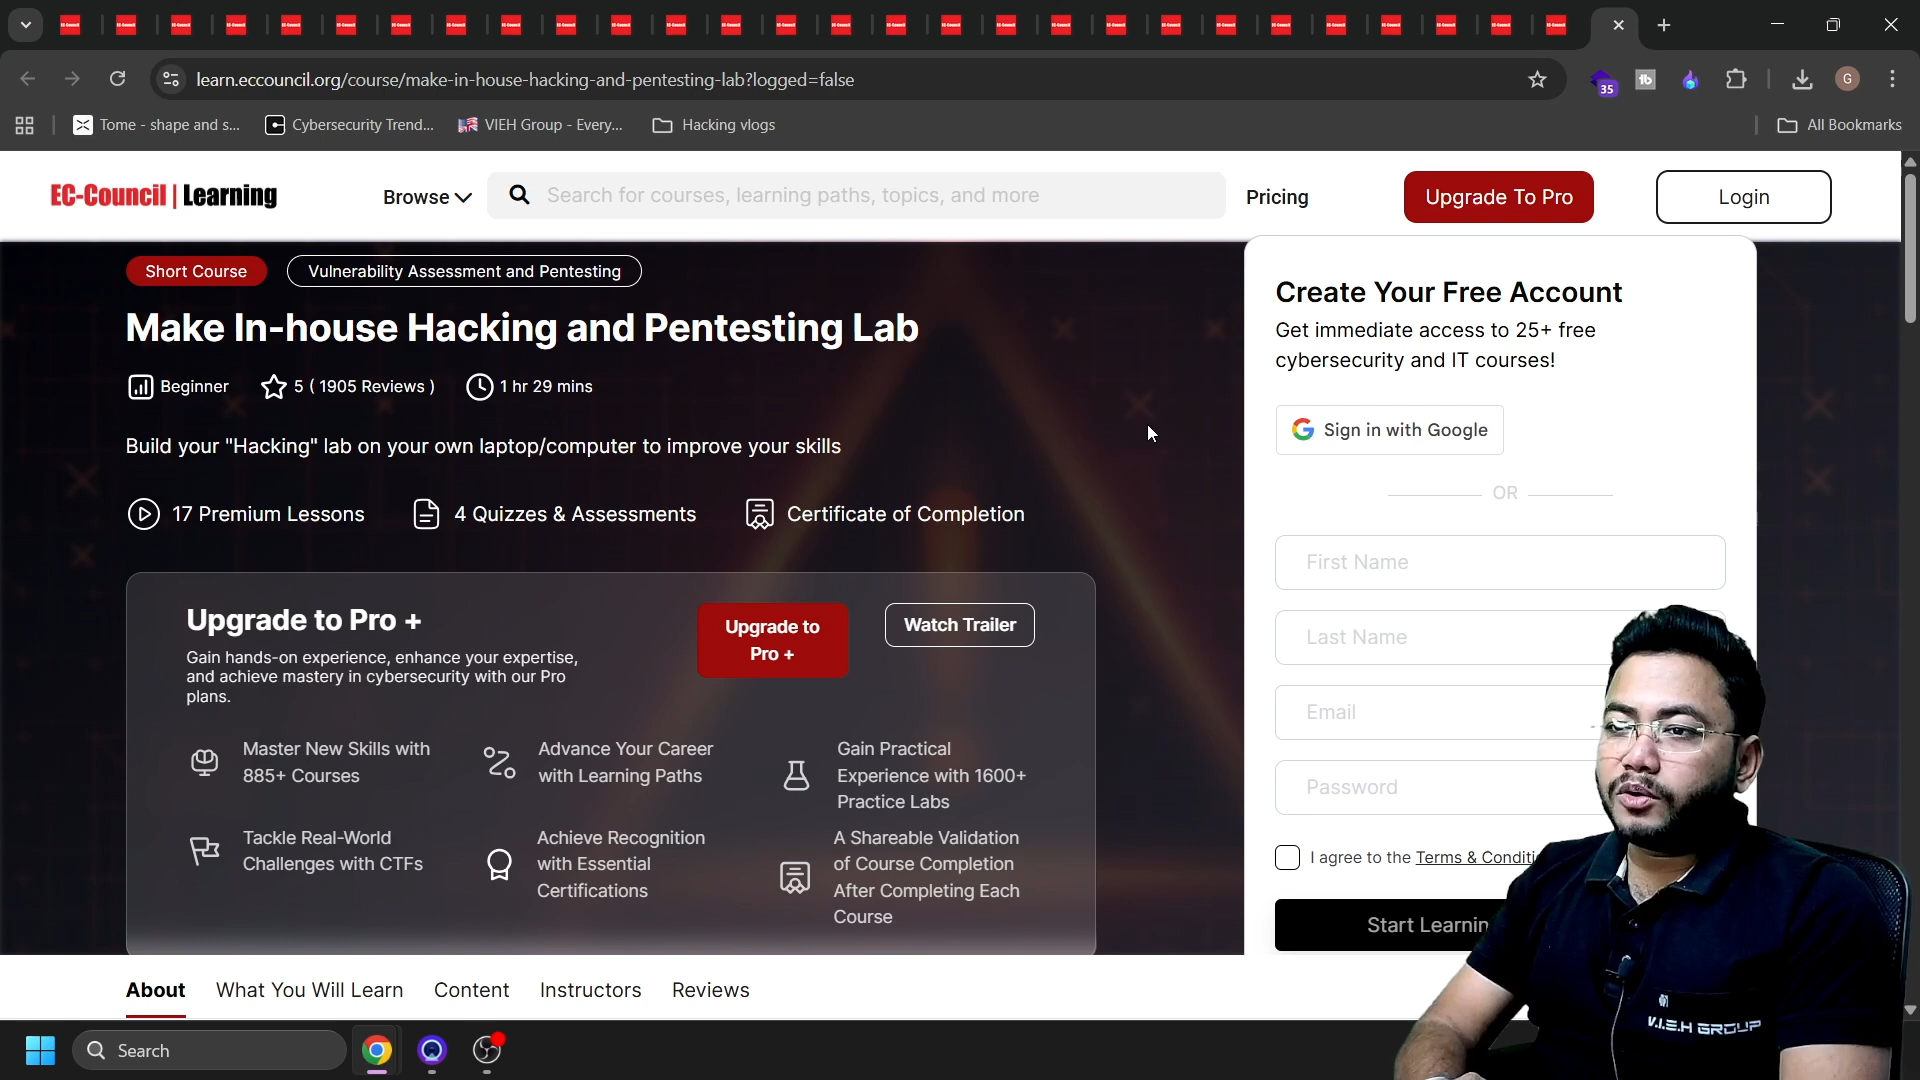 learn.eccouncil.org/course/make-in-house-hacking-and-pentesting-lab?logged=false
35
G
Tome - shape and s...
Cybersecurity Trend...
VIEH Group - Every...
Hacking vlogs
All Bookmarks
EC-Council | Learning
Browse
Search for courses, learning paths, topics, and more
Pricing
Upgrade To Pro
Login
Short Course
Vulnerability Assessment and Pentesting
Make In-house Hacking and Pentesting Lab
Beginner
5 ( 1905 Reviews )
1 hr 29 mins
Build your "Hacking" lab on your own laptop/computer to improve your skills
17 Premium Lessons
4 Quizzes & Assessments
Certificate of Completion
Upgrade to Pro +
Gain hands-on experience, enhance your expertise,
and achieve mastery in cybersecurity with our Pro
plans.
Upgrade to
Pro +
Watch Trailer
Master New Skills with
885+ Courses
Advance Your Career
with Learning Paths
Gain Practical
Experience with 1600+
Practice Labs
Tackle Real-World
Challenges with CTFs
Achieve Recognition
with Essential
Certifications
A Shareable Validation
of Course Completion
After Completing Each
Course
Create Your Free Account
Get immediate access to 25+ free
cybersecurity and IT courses!
Sign in with Google
OR
First Name
Last Name
Email
Password
I agree to the Terms & Conditi
Start Learnin
About
What You Will Learn
Content
Instructors
Reviews
V.I.E.H GROUP
Search